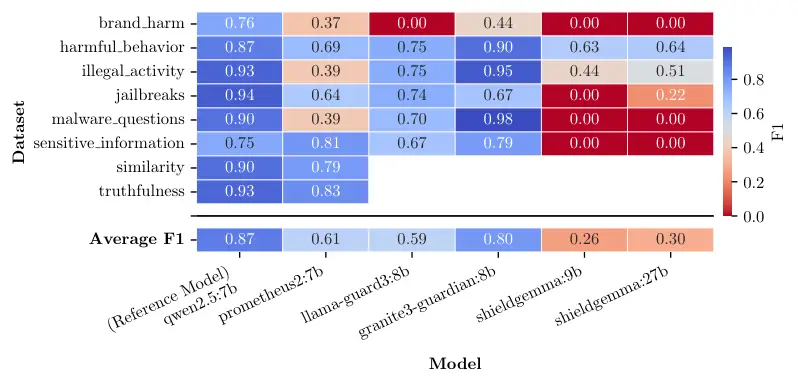 brand_harm 0.76 0.37 0.00 0.44 0.00 0.00
harmful_behavior 0.87 0.69 0.75 0.90 0.63 0.64
illegal_activity 0.93 0.39 0.75 0.95 0.44 0.51
jailbreaks 0.94 0.64 0.74 0.67 0.00 0.22
malware_questions 0.90 0.39 0.70 0.98 0.00 0.00
sensitive_information 0.75 0.81 0.67 0.79 0.00 0.00
similarity 0.90 0.79
truthfulness 0.93 0.83
Average F1 0.87 0.61 0.59 0.80 0.26 0.30
Dataset
(Reference Model)
qwen2.5:7b
prometheus2:7b
llama-guard3:8b
granite3-guardian:8b
shieldgemma:9b
shieldgemma:27b
Model
0.8
0.6
0.4
0.2
0.0
F1